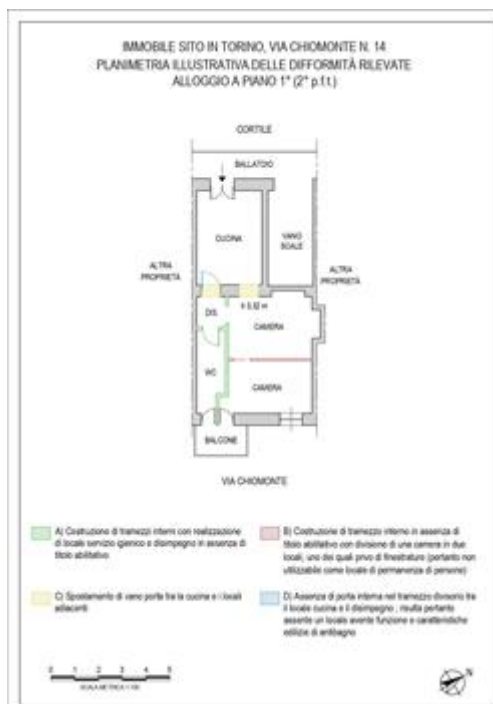 IMMOBILE SITO IN TORINO, VIA CHIOMONTE N. 14
PLANIMETRIA ILLUSTRATIVA DELLE DIFFORMITÀ RILEVATE
ALLOGGIO A PIANO 1° (2° p.f.t.)
CORTILE
BALLATOIO
CUCINA
VANO
SCALE
ALTRA
PROPRIETÀ
ALTRA
PROPRIETÀ
DIS.
CAMERA
WC
CAMERA
BALCONE
VIA CHIOMONTE
A) Costruzione di tramezzi interni con realizzazione
di locale servizio igienico e disimpegno in assenza di
titolo abilitativo
B) Costruzione di tramezzo interno in assenza di
titolo abilitativo con divisione di una camera in due
locali, uno dei quali privo di finestrature (pertanto non
utilizzabile come locale di permanenza di persone)
C) Spostamento di vano porta tra la cucina e i locali
adiacenti
D) Assenza di porta interna nel tramezzo divisorio tra
il locale cucina e il disimpegno ; risulta pertanto
assente un locale avente funzione e caratteristiche
edilizie di antibagno
0 1 2 3 4 5
SCALA METRICA 1:100
N